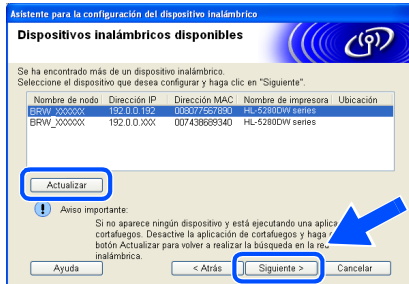 Asistente para la configuración del dispositivo inalámbrico
Dispositivos inalámbricos disponibles
Se ha encontrado más de un dispositivo inalámbrico.
Seleccione el dispositivo que desea configurar y haga clic en "Siguiente".
Nombre de nodo Dirección IP Dirección MAC Nombre de impresora Ubicación
BRW_XXXXXX 192.0.0.192 008077567890 HL-5280DW series
BRW_XXXXXX 192.0.0.XXX 007438689340 HL-5280DW series
Actualizar
Aviso importante:
Si no aparece ningún dispositivo y está ejecutando una
cortafuegos. Desactive la aplicación de cortafuegos y haga
botón Actualizar para volver a realizar la búsqueda en la
inalámbrica.
Ayuda < Atrás Siguiente > Cancelar